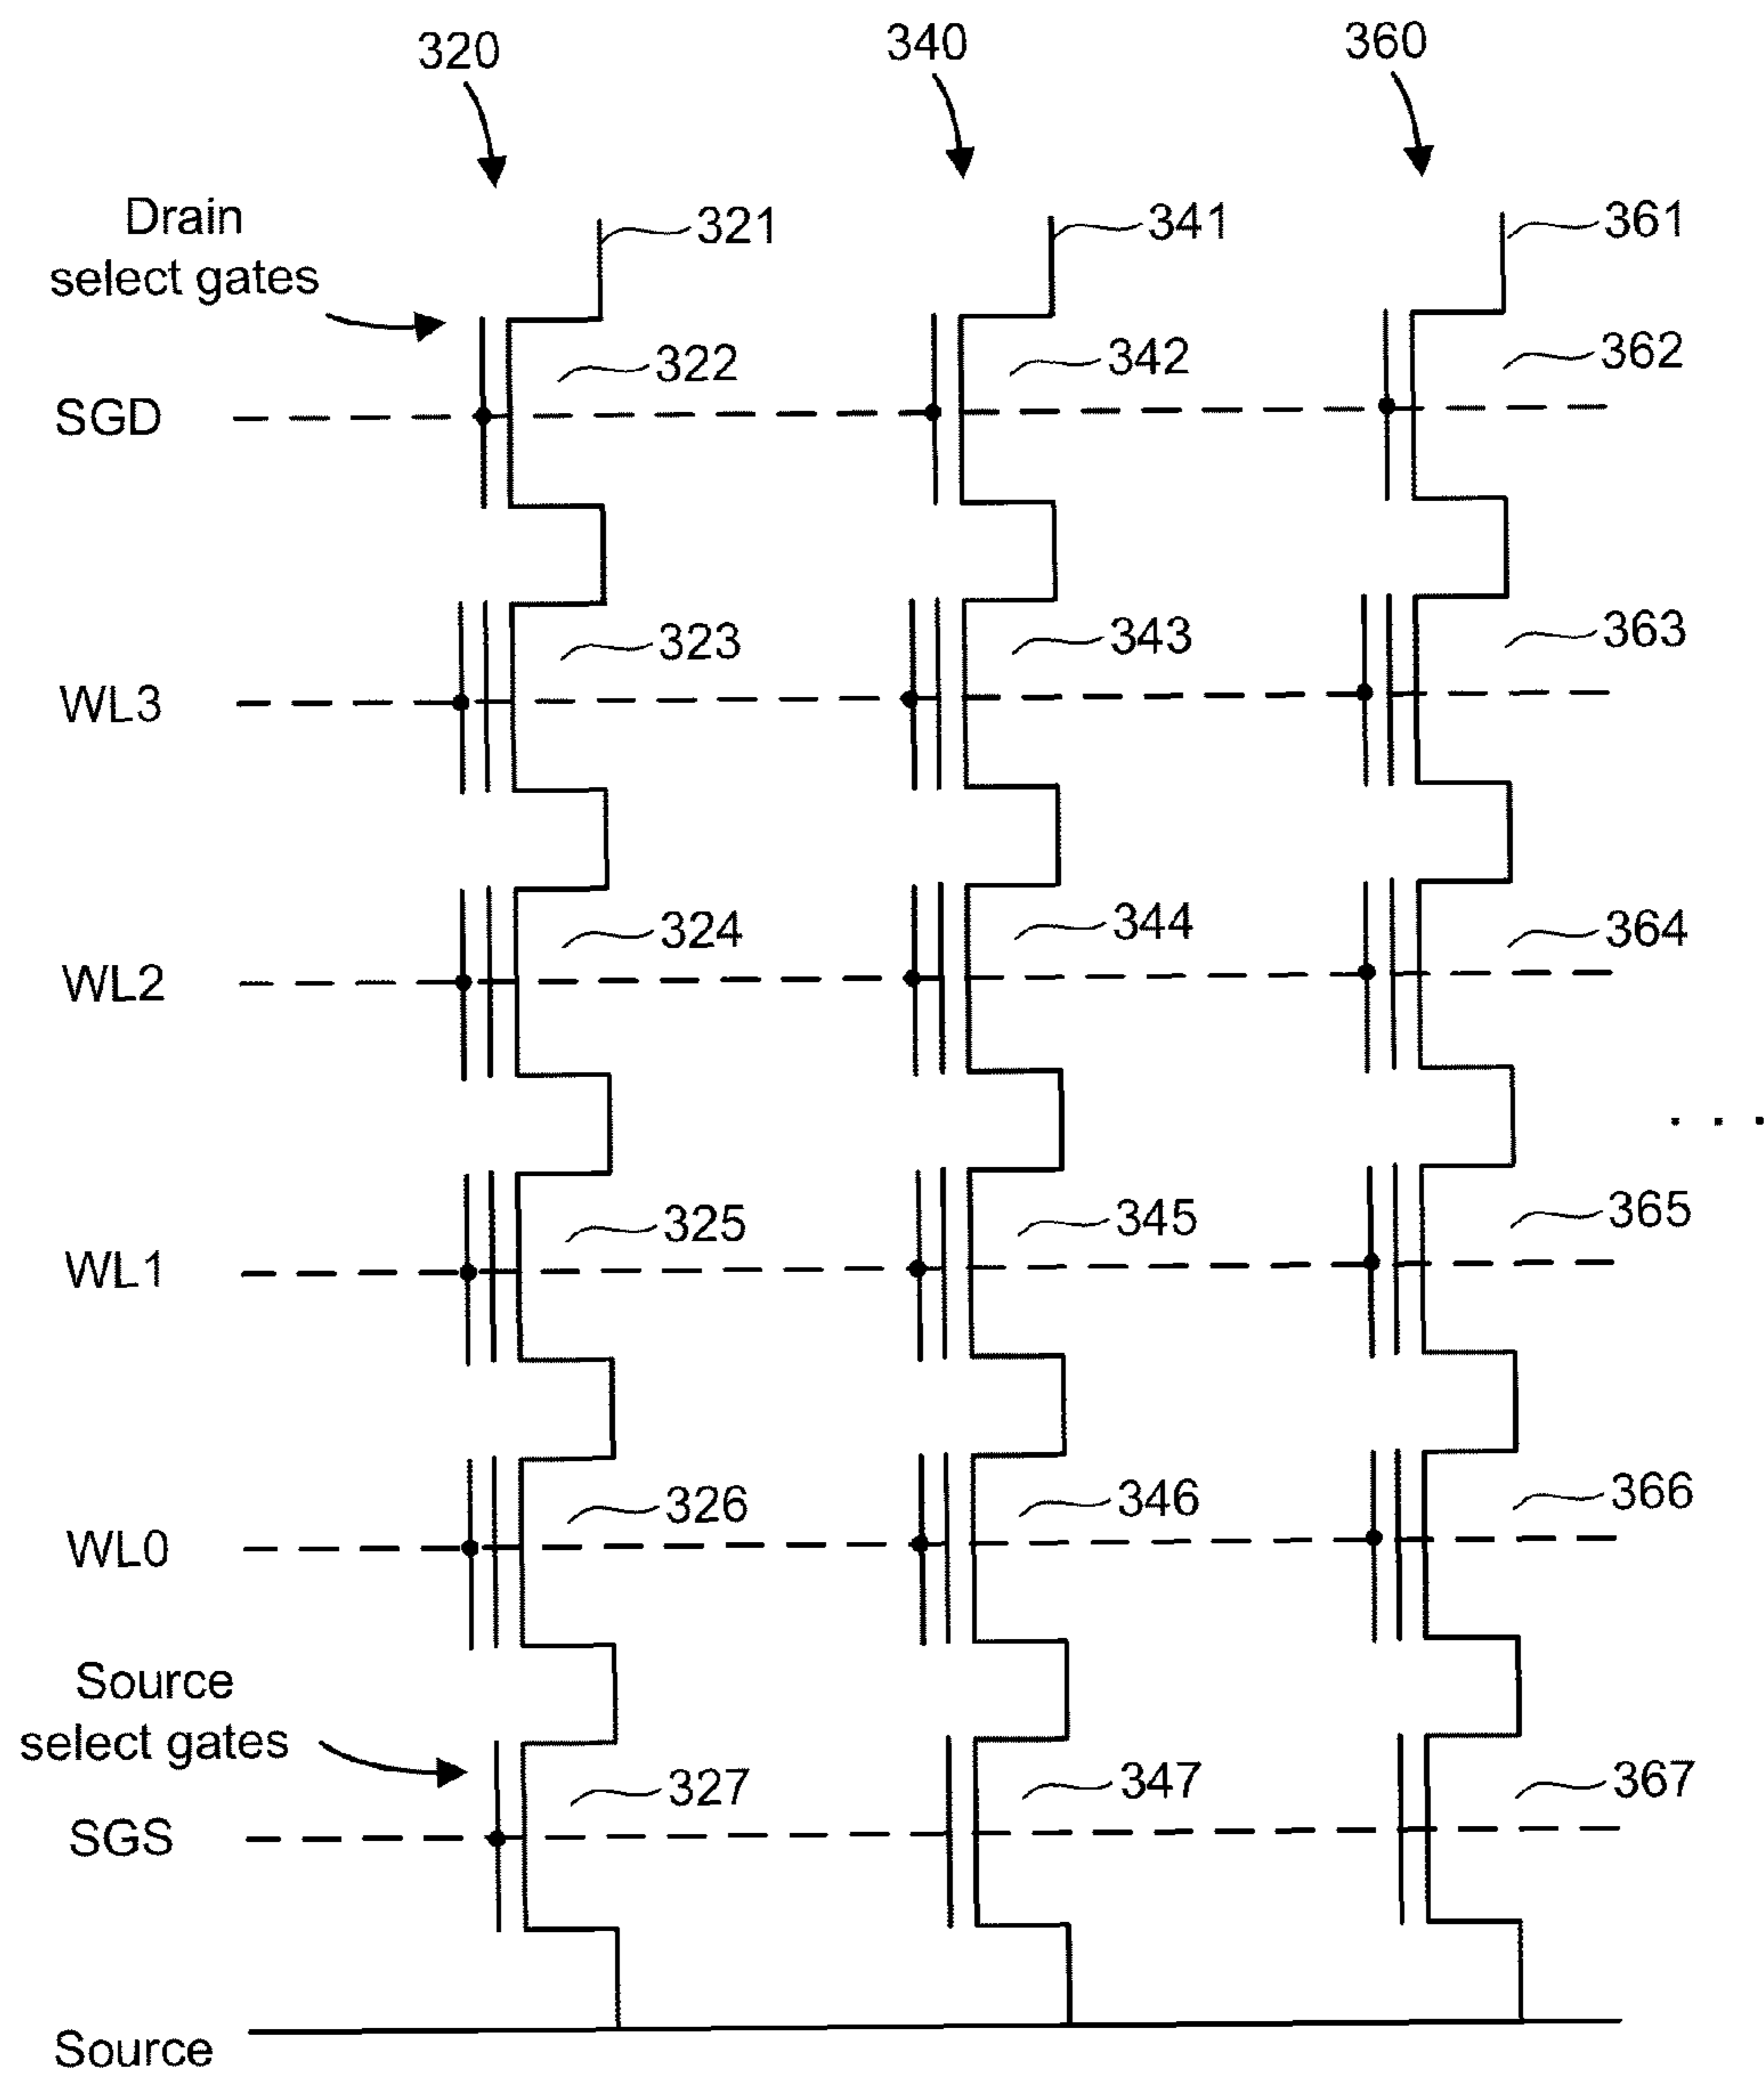 320 340 360
Drain
select gates
321 341 361
322 342 362
SGD
323 343 363
WL3
324 344 364
WL2
. . .
325 345 365
WL1
326 346 366
WL0
Source
select gates
327 347 367
SGS
Source